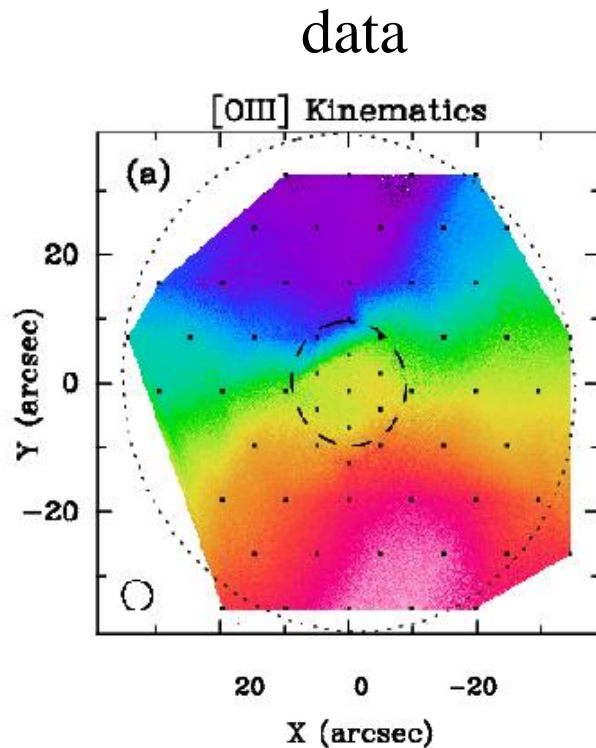 data
[OIII] Kinematics
(a)
20
0
-20
Y (arcsec)
20 0 -20
X (arcsec)